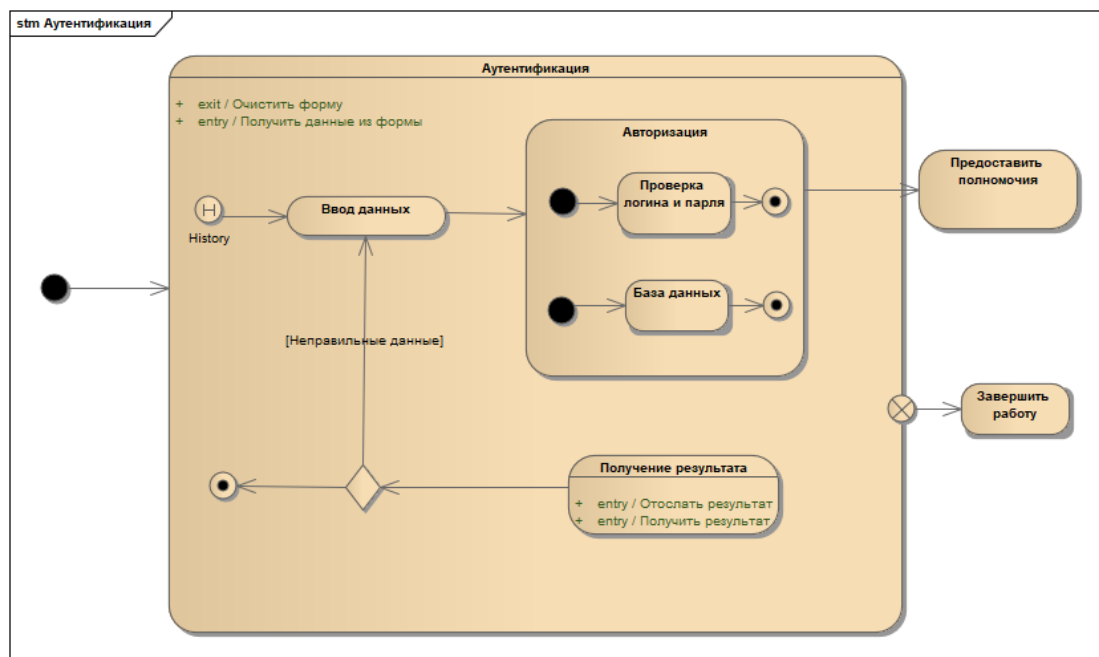 stm Аутентификация
Аутентификация
+ exit / Очистить форму
+ entry / Получить данные из формы
Авторизация
Проверка
логина и парля
Предоставить
полномочия
History
Ввод данных
База данных
[Неправильные данные]
Завершить
работу
Получение результата
+ entry / Отослать результат
+ entry / Получить результат